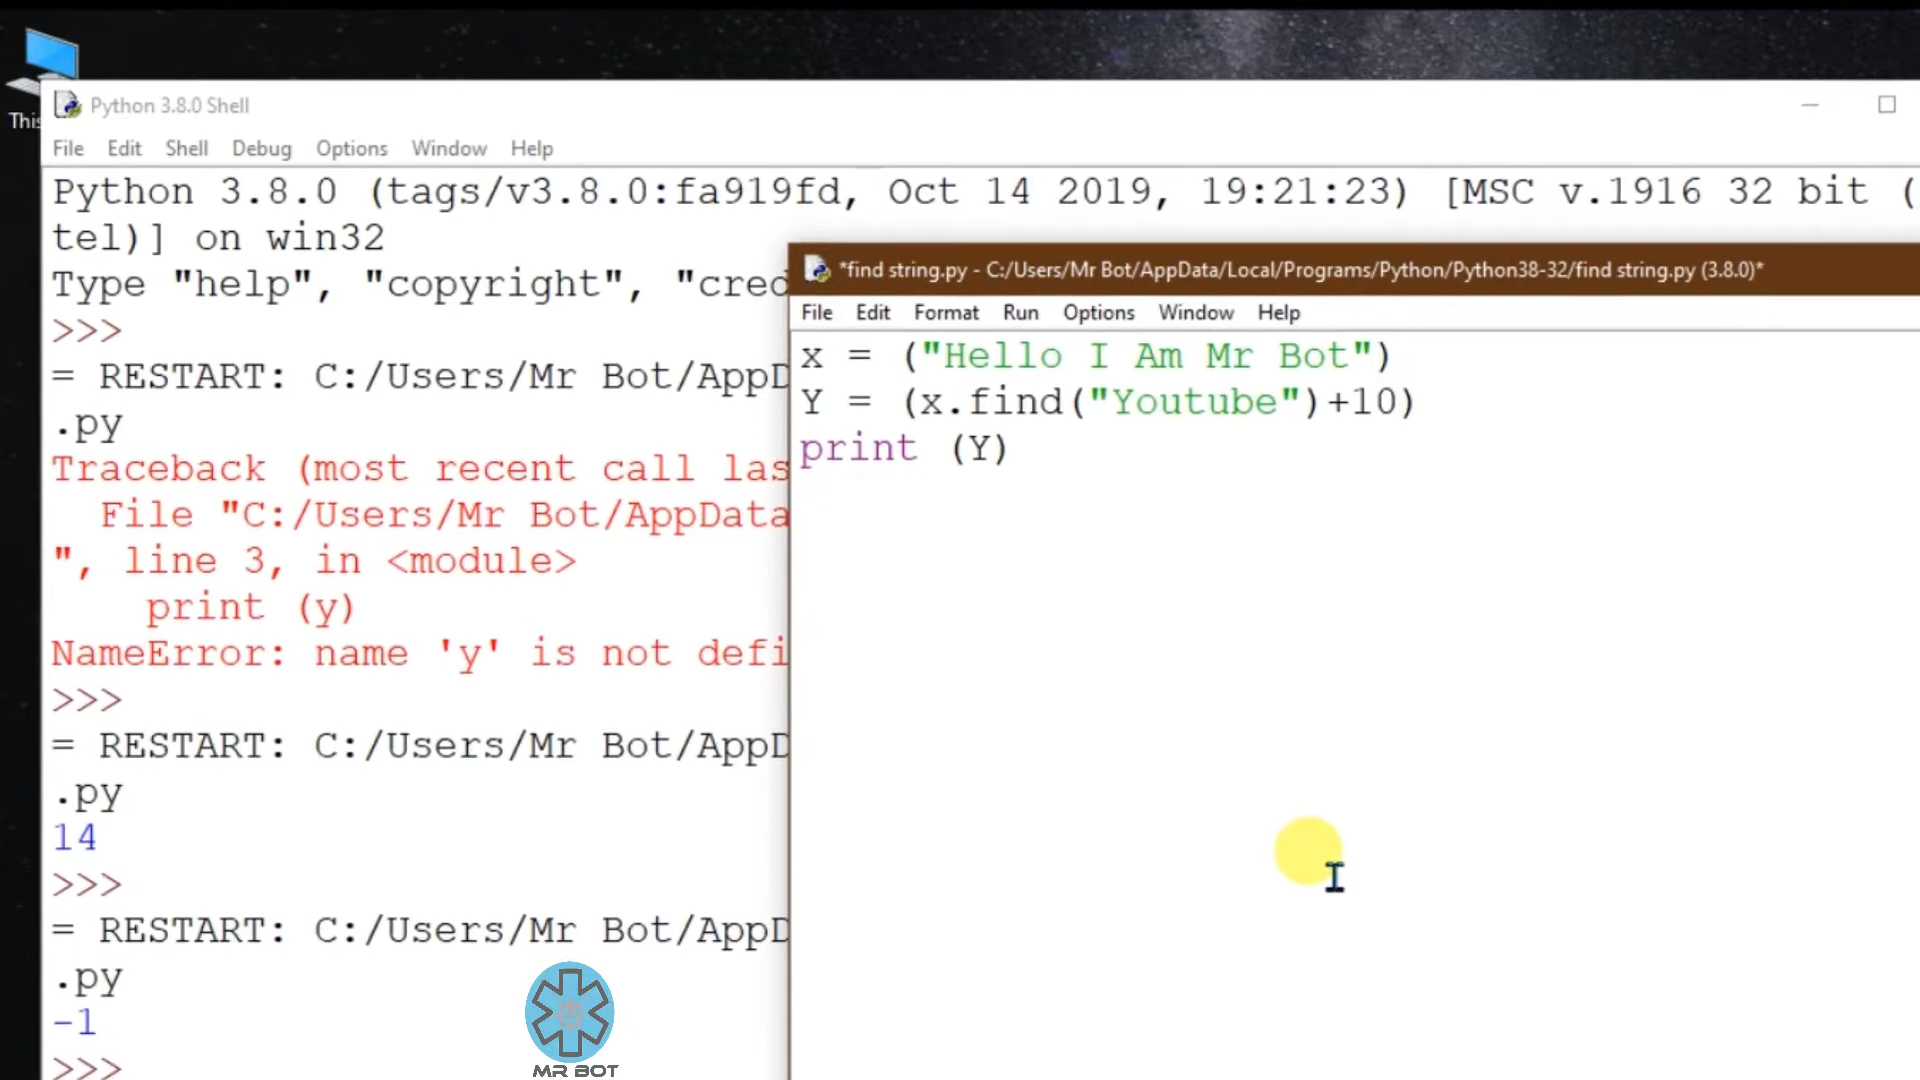 This
Python 3.8.0 Shell
File Edit Shell Debug Options Window Help
Python 3.8.0 (tags/v3.8.0:fa919fd, Oct 14 2019, 19:21:23) [MSC v.1916 32 bit (
tel)] on win32
Type "help", "copyright", "cred
>>>
= RESTART: C:/Users/Mr Bot/AppD
.py
Traceback (most recent call las
File "C:/Users/Mr Bot/AppData
", line 3, in <module>
print (y)
NameError: name 'y' is not defi
>>>
= RESTART: C:/Users/Mr Bot/AppD
.py
14
>>>
= RESTART: C:/Users/Mr Bot/AppD
.py
-1
>>>
*find string.py - C:/Users/Mr Bot/AppData/Local/Programs/Python/Python38-32/find string.py (3.8.0)*
File Edit Format Run Options Window Help
x = ("Hello I Am Mr Bot")
Y = (x.find("Youtube")+10)
print (Y)
MR BOT